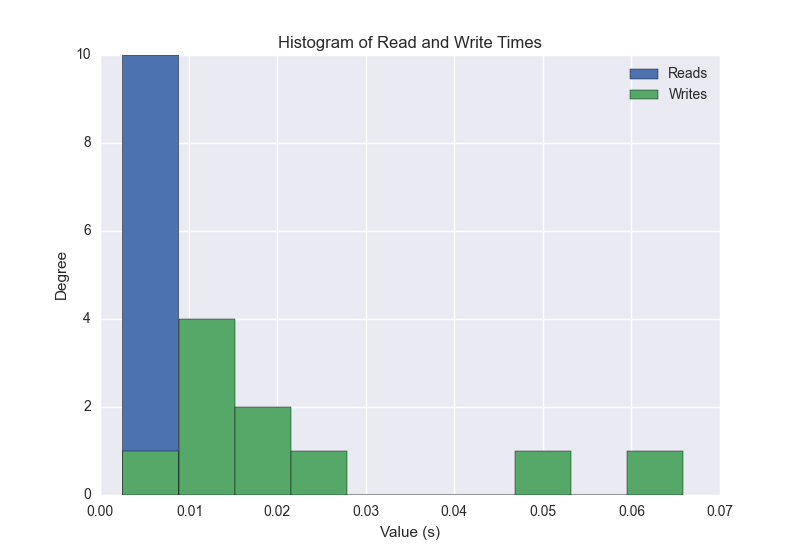 Histogram of Read and Write Times
Reads
Writes
Degree
10
8
6
4
2
0
0.00 0.01 0.02 0.03 0.04 0.05 0.06 0.07
Value (s)